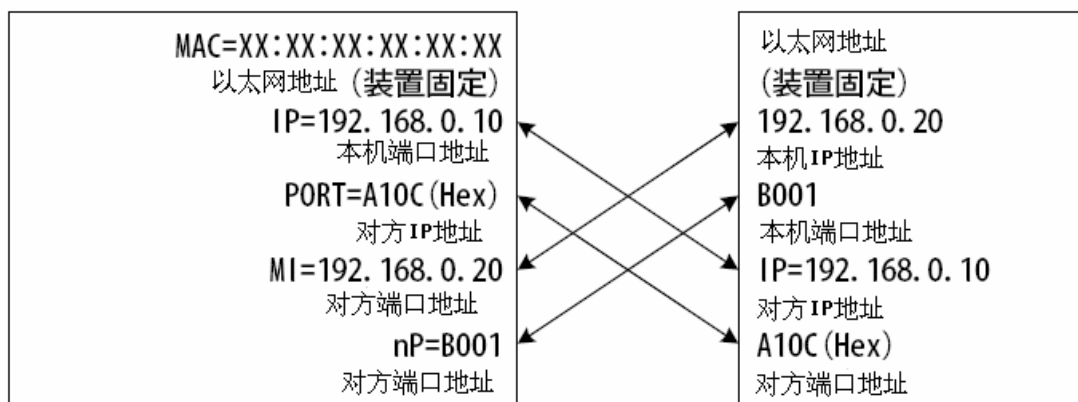 MAC=XX:XX:XX:XX:XX:XX
以太网地址 (装置固定)
IP=192.168.0.10
本机端口地址
PORT=A10C(Hex)
对方IP地址
MI=192.168.0.20
对方端口地址
nP=B001
对方端口地址
以太网地址
(装置固定)
192.168.0.20
本机IP地址
B001
本机端口地址
IP=192.168.0.10
对方IP地址
A10C(Hex)
对方端口地址